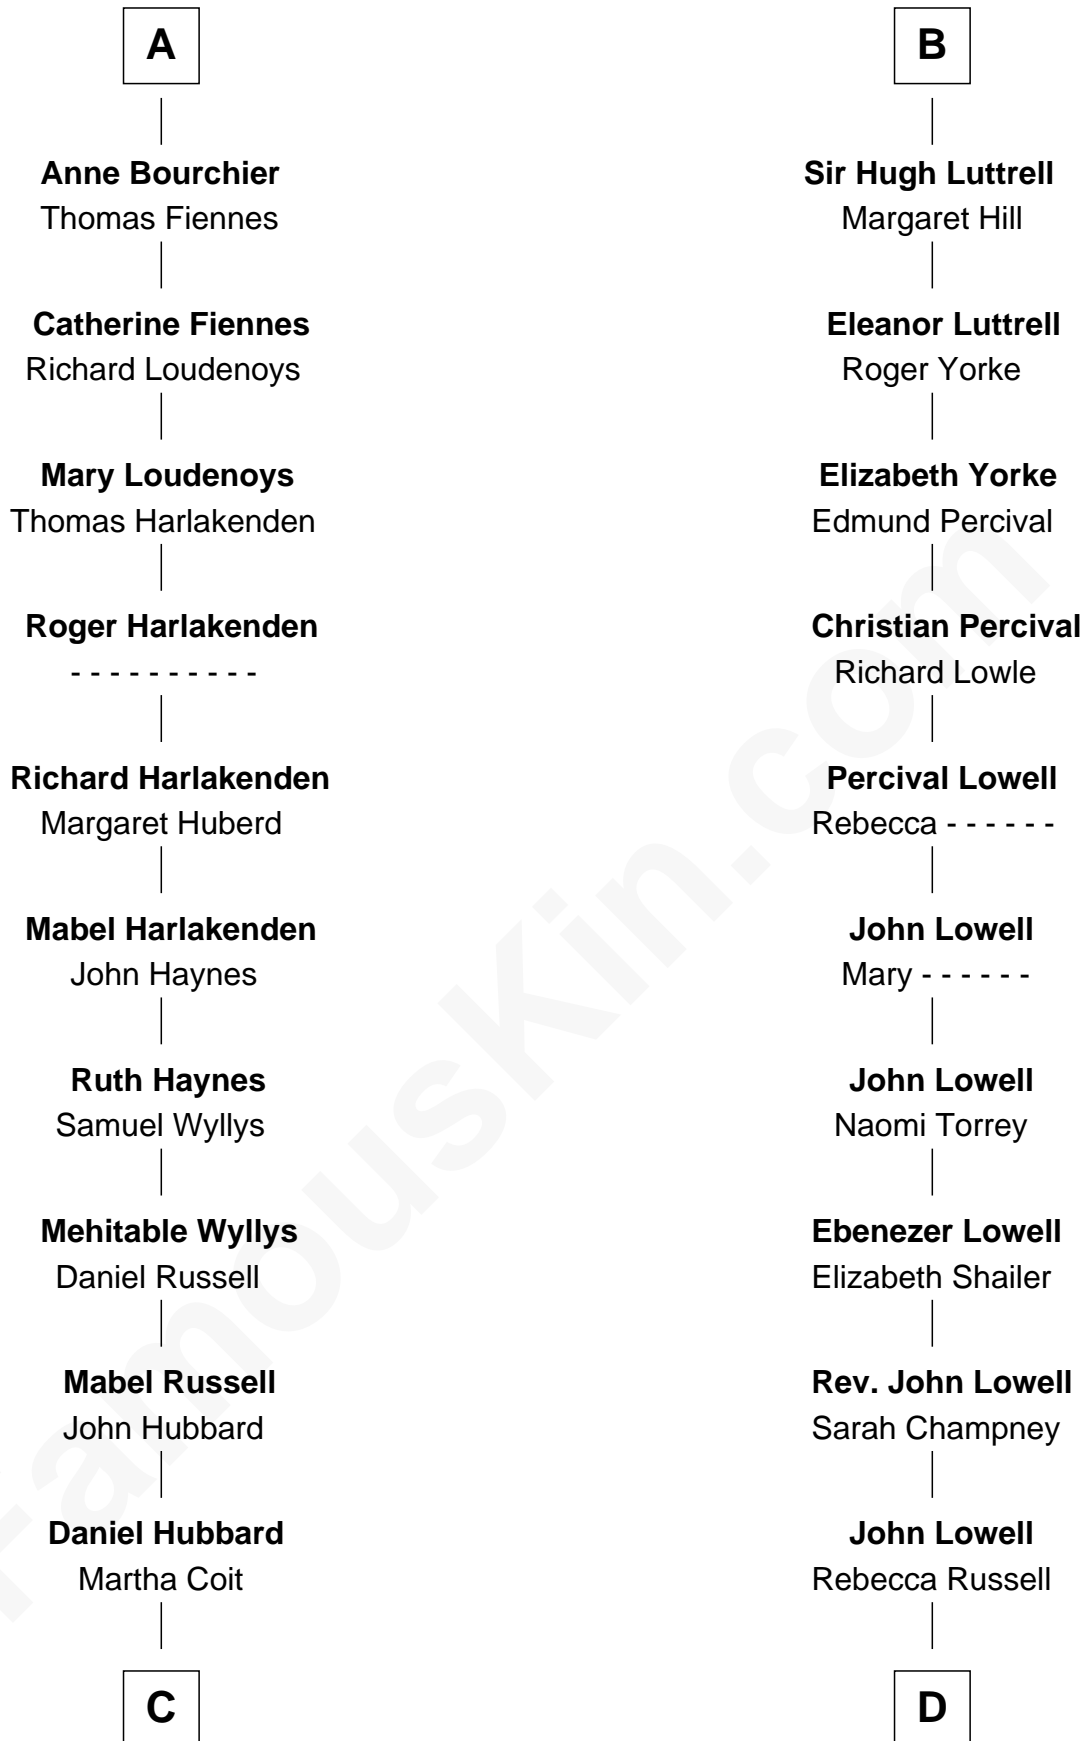 A
Anne Bourchier
Thomas Fiennes
Catherine Fiennes
Richard Loudenoys
Mary Loudenoys
Thomas Harlakenden
Roger Harlakenden
- - - - - - - - - -
Richard Harlakenden
Margaret Huberd
Mabel Harlakenden
John Haynes
Ruth Haynes
Samuel Wyllys
Mehitable Wyllys
Daniel Russell
Mabel Russell
John Hubbard
Daniel Hubbard
Martha Coit
C
B
Sir Hugh Luttrell
Margaret Hill
Eleanor Luttrell
Roger Yorke
Elizabeth Yorke
Edmund Percival
Christian Percival
Richard Lowle
Percival Lowell
Rebecca - - - - - -
John Lowell
Mary - - - - - -
John Lowell
Naomi Torrey
Ebenezer Lowell
Elizabeth Shailer
Rev. John Lowell
Sarah Champney
John Lowell
Rebecca Russell
D
FamousKin.com